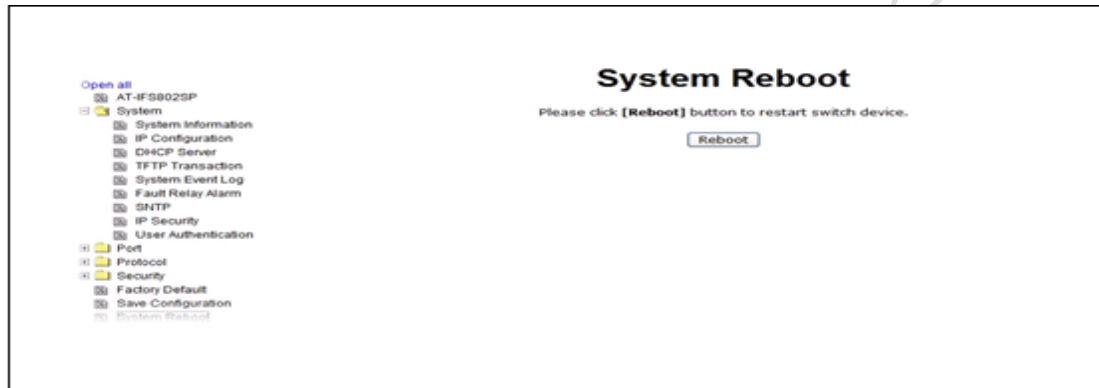 Open all
AT-IFS802SP
System
System Information
IP Configuration
DHCP Server
TFTP Transaction
System Event Log
Fault Relay Alarm
SNTP
IP Security
User Authentication
Port
Protocol
Security
Factory Default
Save Configuration
System Reboot
System Reboot
Please click [Reboot] button to restart switch device.
Reboot